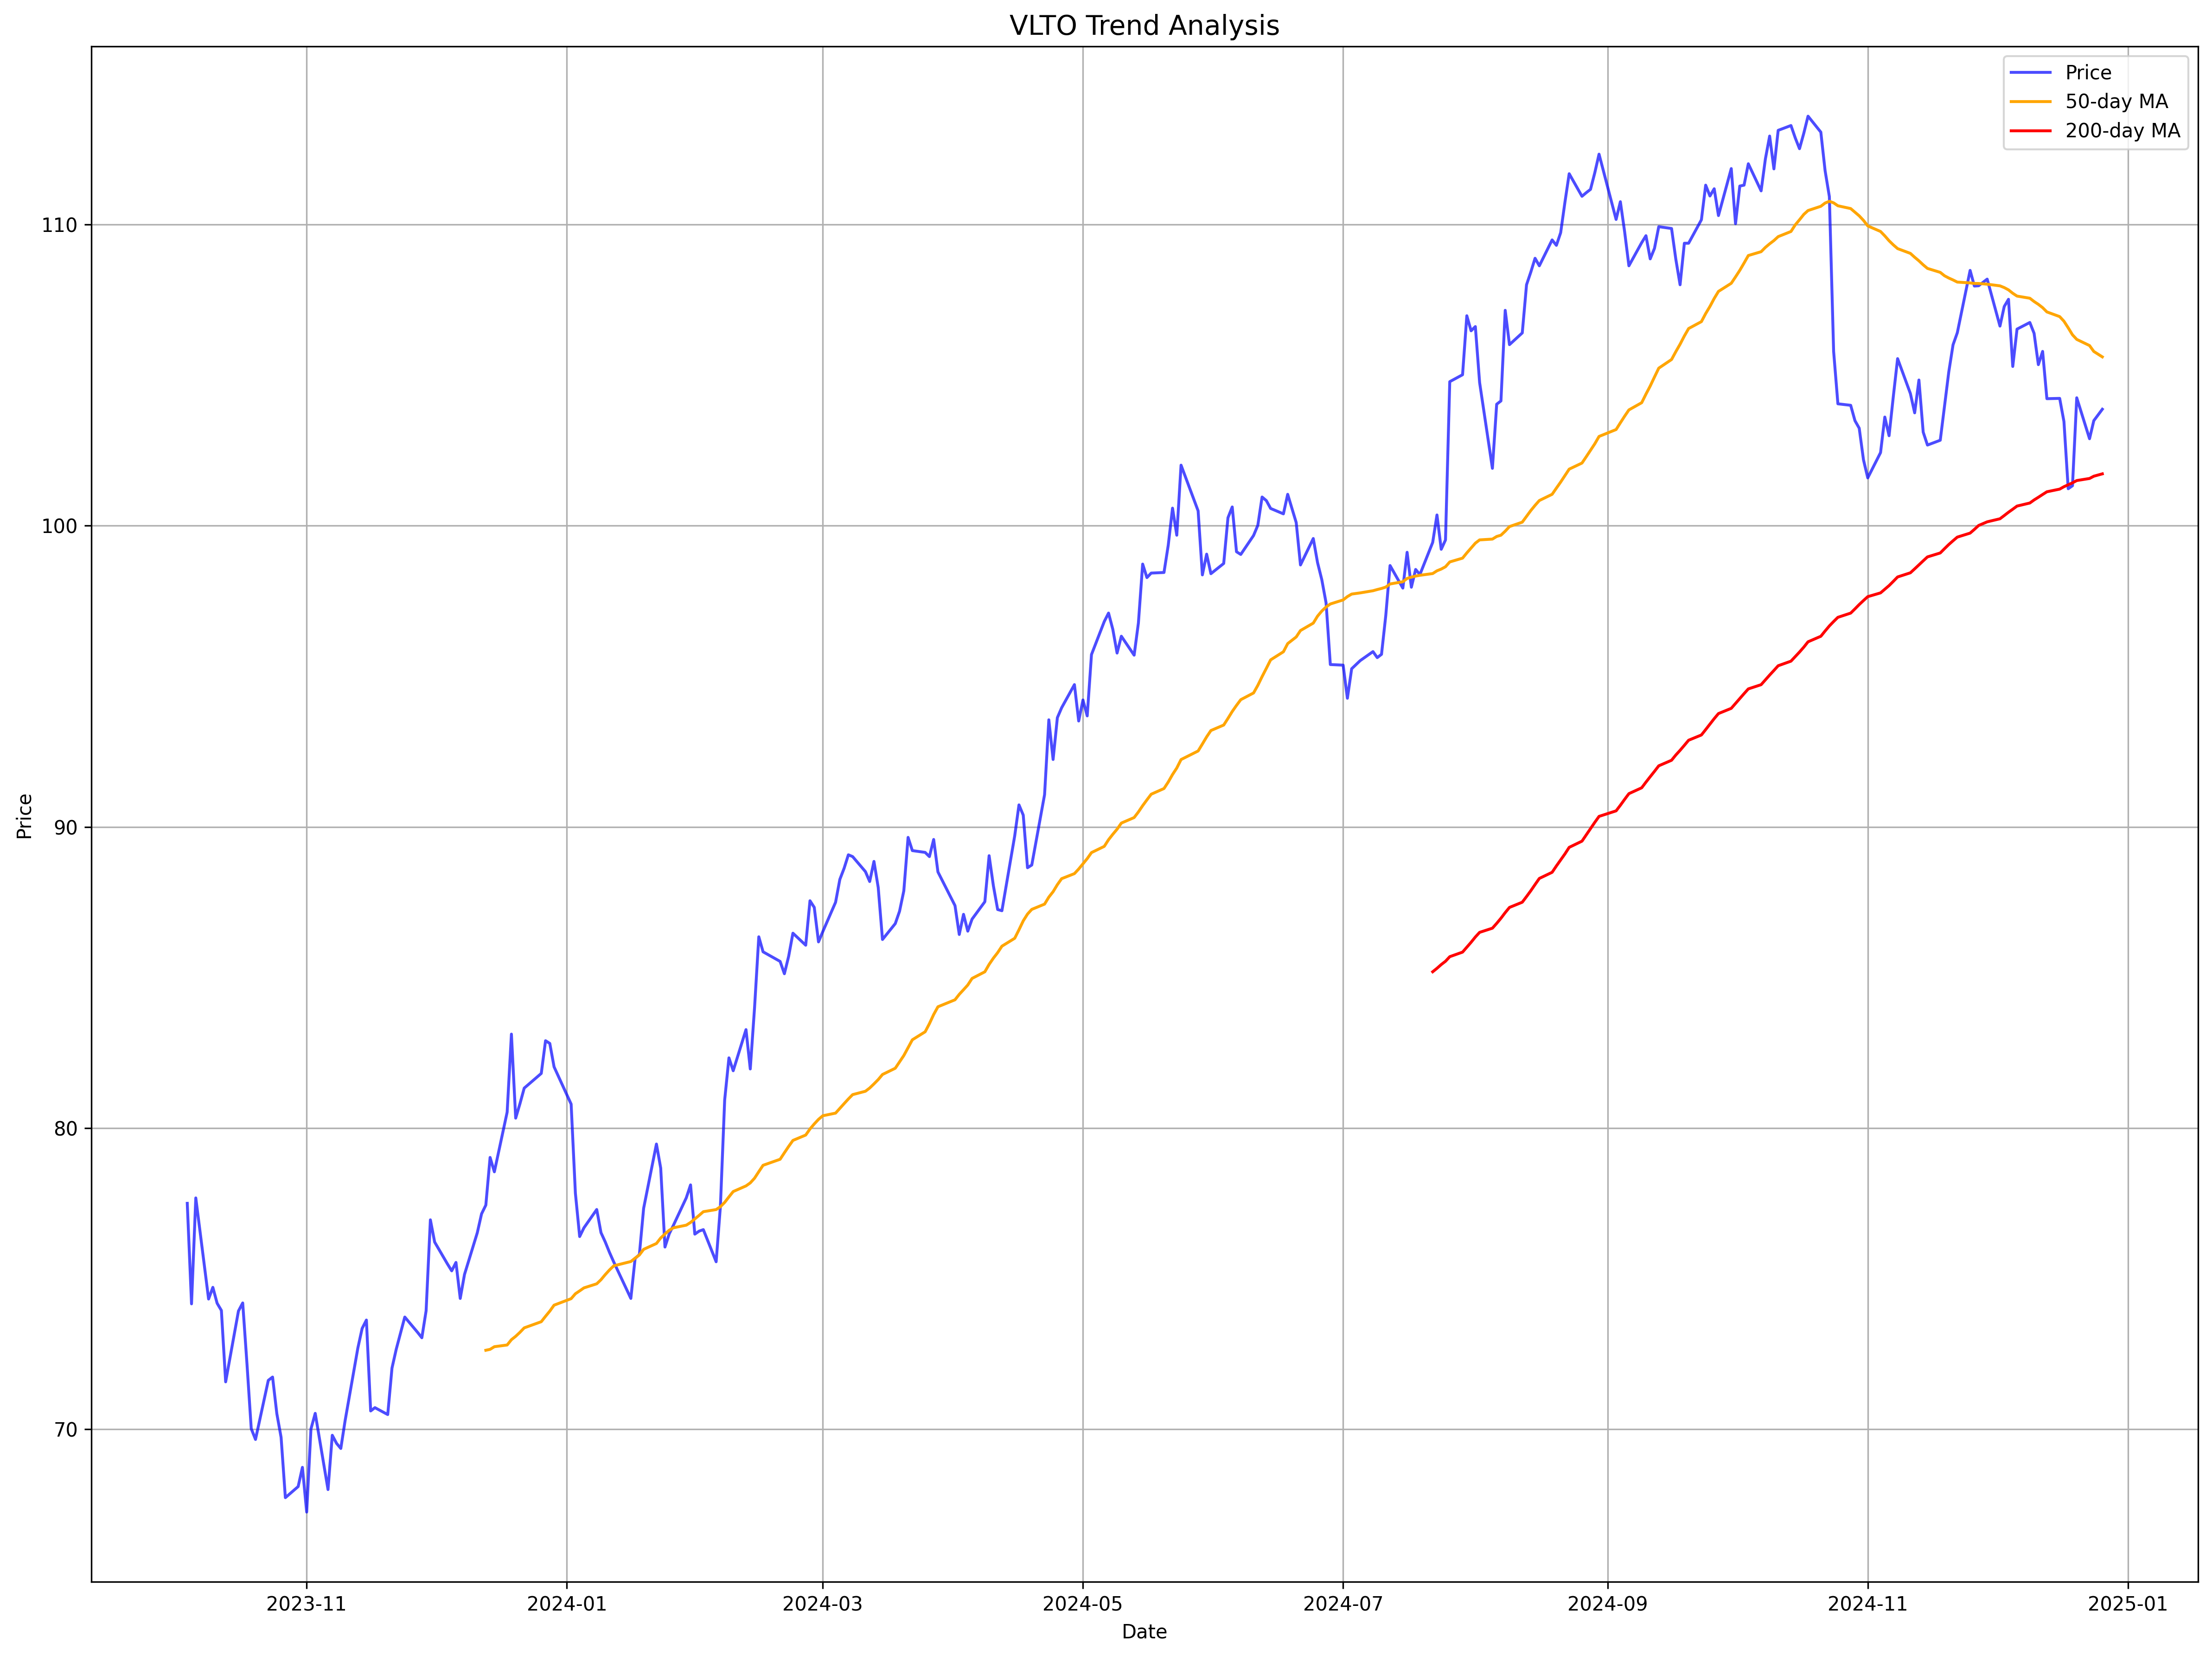 VLTO Trend Analysis
Price
50-day MA
200-day MA
110
100
90
80
70
Price
2023-11
2024-01
2024-03
2024-05
2024-07
2024-09
2024-11
2025-01
Date